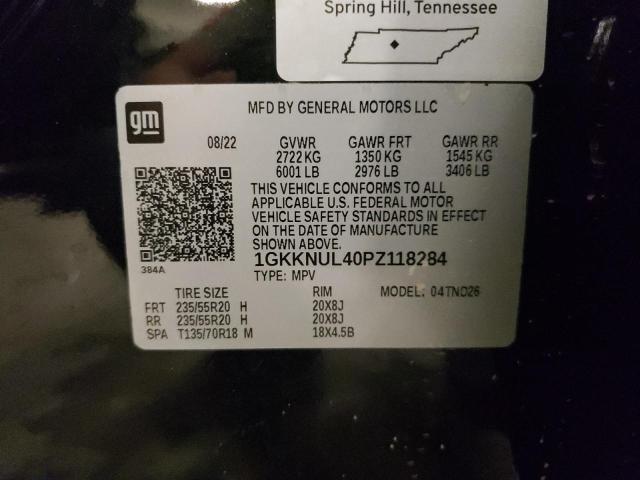 Spring Hill, Tennessee
gm
MFD BY GENERAL MOTORS LLC
08/22 GVWR GAWR FRT GAWR RR
2722 KG 1350 KG 1545 KG
6001 LB 2976 LB 3406 LB
THIS VEHICLE CONFORMS TO ALL
APPLICABLE U.S. FEDERAL MOTOR
VEHICLE SAFETY STANDARDS IN EFFECT
ON THE DATE OF MANUFACTURE
SHOWN ABOVE.
384A
1GKKNUL40PZ118284
TYPE: MPV
TIRE SIZE RIM MODEL: 04TND26
FRT 235/55R20 H 20X8J
RR 235/55R20 H 20X8J
SPA T135/70R18 M 18X4.5B